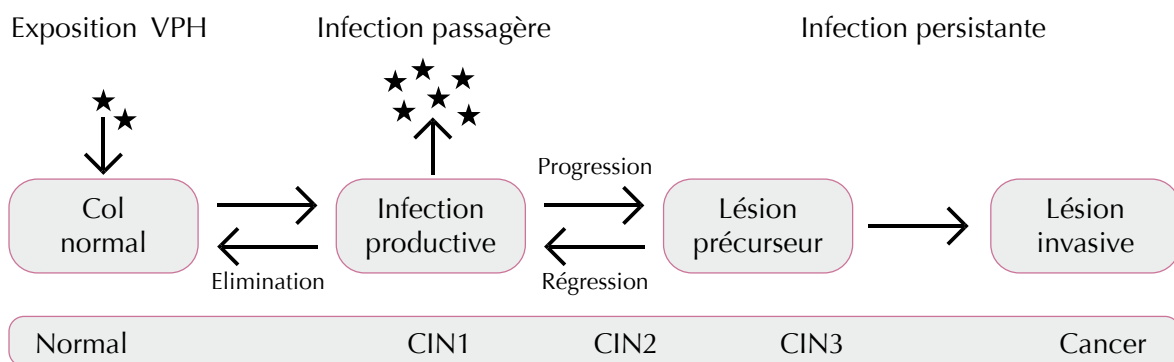 Exposition VPH
Infection passagère
Infection persistante
Progression
Col
normal
Infection
productive
Lésion
précurseur
Lésion
invasive
Elimination
Régression
Normal
CIN1
CIN2
CIN3
Cancer